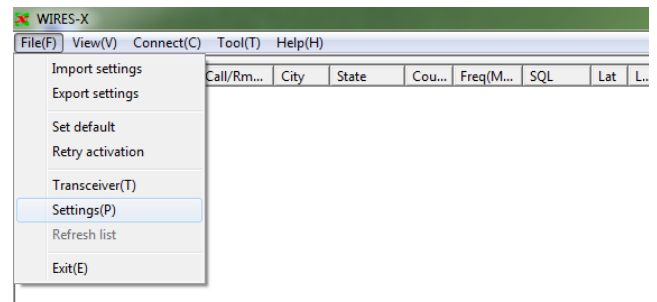 WIRES-X
File(F) View(V) Connect(C) Tool(T) Help(H)
Call/Rm... City State Cou... Freq(M... SQL Lat L...
Import settings
Export settings
Set default
Retry activation
Transceiver(T)
Settings(P)
Refresh list
Exit(E)